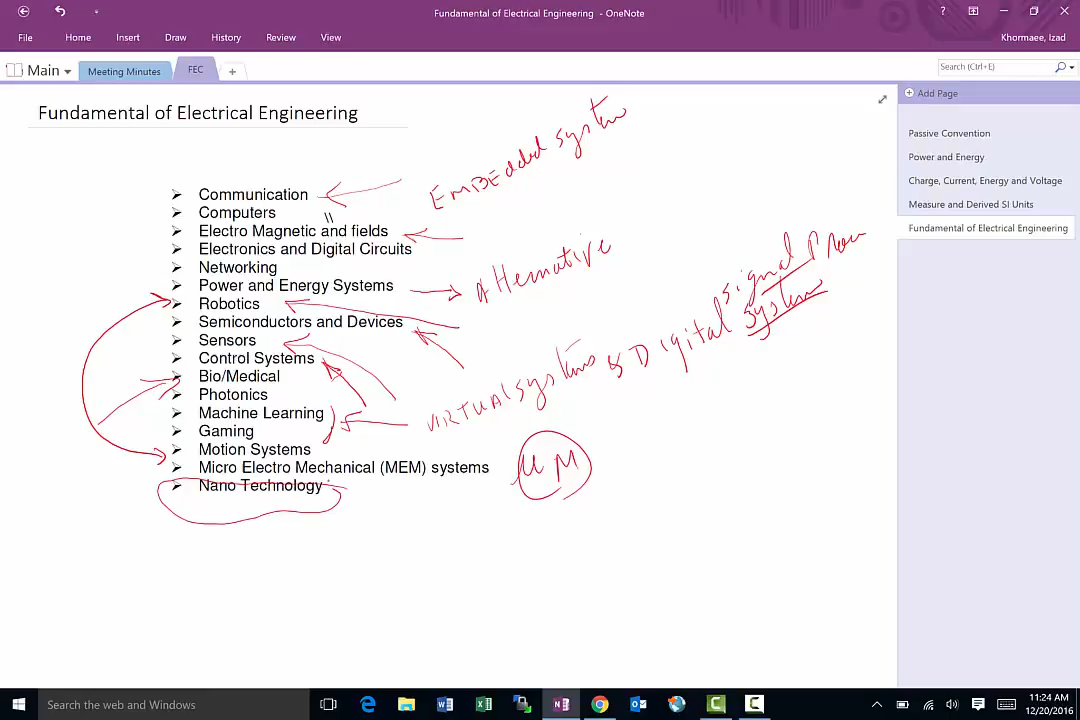 Fundamental of Electrical Engineering - OneNote
File Home Insert Draw History Review View
Khormaee, Izad
Main Meeting Minutes FEC
Search (Ctrl+E)
Add Page
Fundamental of Electrical Engineering
Passive Convention
Power and Energy
Charge, Current, Energy and Voltage
Measure and Derived SI Units
Fundamental of Electrical Engineering
Embedded system
Communication
Computers
Electro Magnetic and fields
Electronics and Digital Circuits
Networking
Power and Energy Systems
Alternative
Robotics
Semiconductors and Devices
Sensors
Control Systems
Bio/Medical
Photonics
Machine Learning
Gaming
Motion Systems
Micro Electro Mechanical (MEM) systems
Nano Technology
VIRTUAL systems & Digital signal
system
μM
Search the web and Windows
11:24 AM
12/20/2016